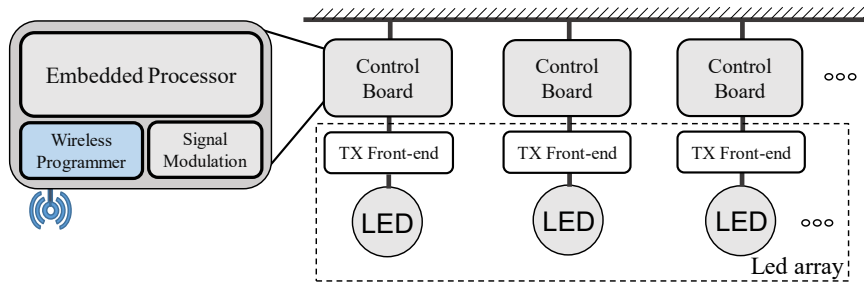 Embedded Processor
Wireless
Programmer
Signal
Modulation
Control
Board
Control
Board
Control
Board
TX Front-end
TX Front-end
TX Front-end
LED
LED
LED
Led array